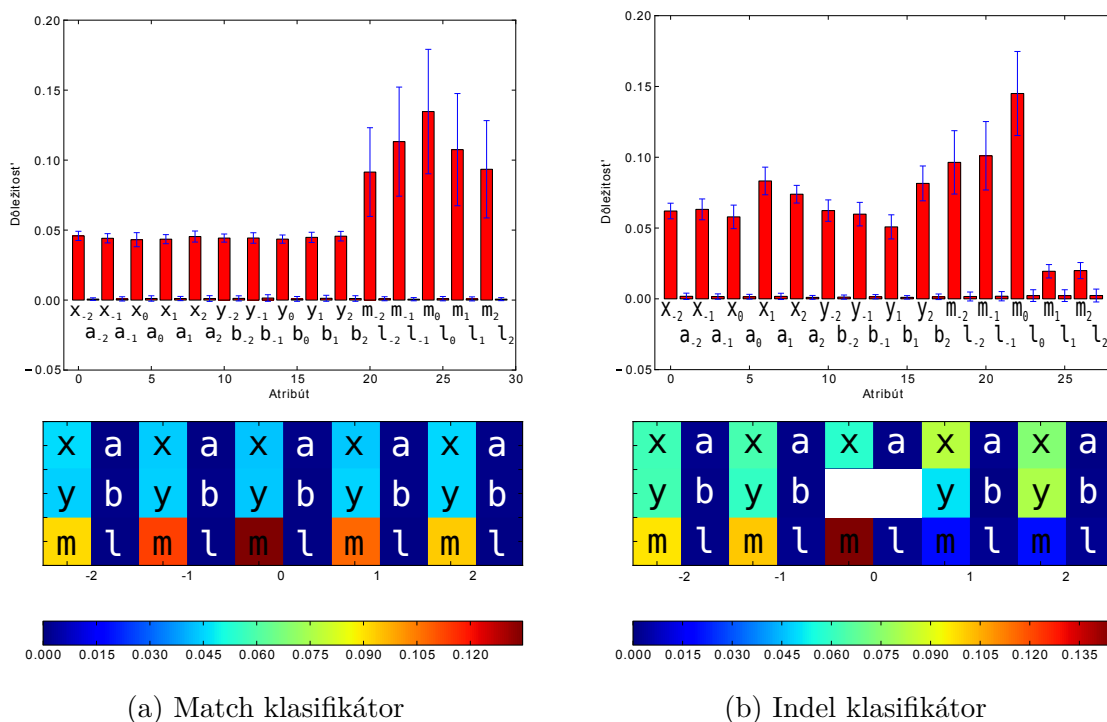 0.20
0.15
0.10
0.05
0.00
−0.05
Dôležitosť
x-2 x-1 x0 x1 x2 y-2 y-1 y0 y1 y2 m-2 m-1 m0 m1 m2
a-2 a-1 a0 a1 a2 b-2 b-1 b0 b1 b2 l-2 l-1 l0 l1 l2
0 5 10 15 20 25 30
Atribút
x a x a x a x a x a
y b y b y b y b y b
m l m l m l m l m l
-2 -1 0 1 2
0.000 0.015 0.030 0.045 0.060 0.075 0.090 0.105 0.120
(a) Match klasifikátor
0.20
0.15
0.10
0.05
0.00
−0.05
Dôležitosť
x-2 x-1 x0 x1 x2 y-2 y-1 y1 y2 m-2 m-1 m0 m1 m2
a-2 a-1 a0 a1 a2 b-2 b-1 b1 b2 l-2 l-1 l0 l1 l2
0 5 10 15 20 25
Atribút
x a x a x a x a x a
y b y b y b y b
m l m l m l m l m l
-2 -1 0 1 2
0.000 0.015 0.030 0.045 0.060 0.075 0.090 0.105 0.120 0.135
(b) Indel klasifikátor